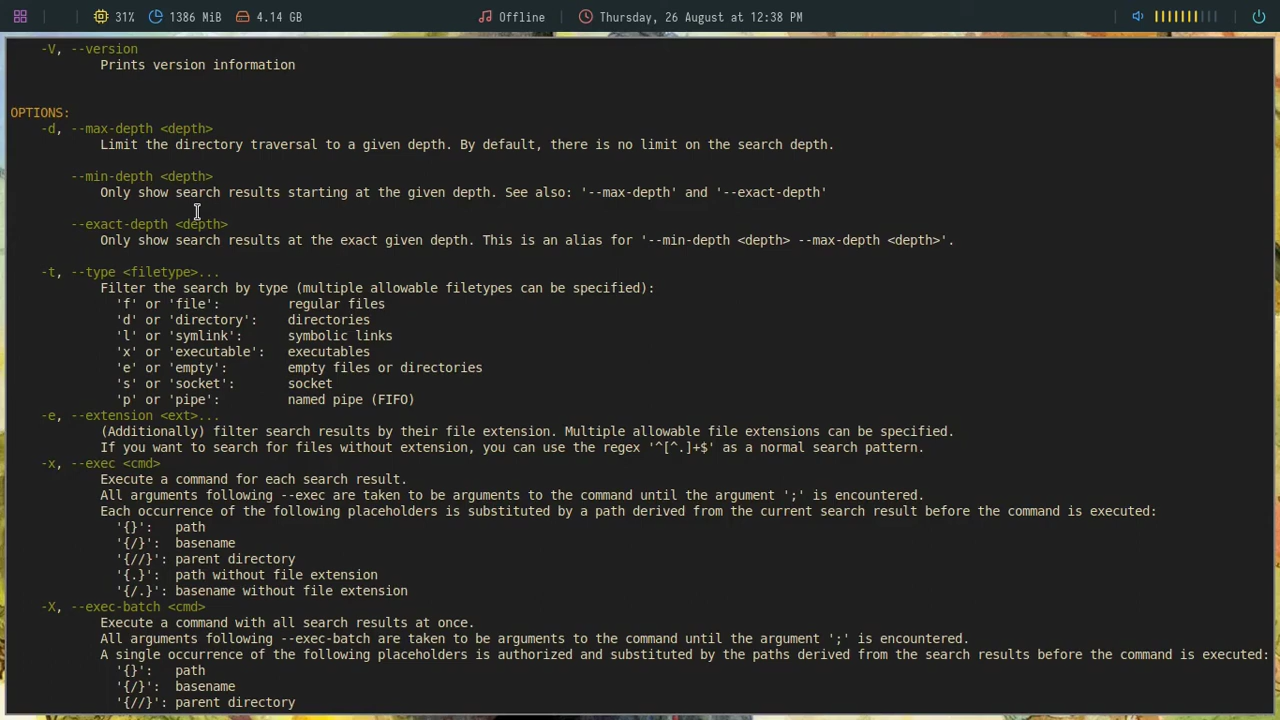 31% 1386 MiB 4.14 GB Offline Thursday, 26 August at 12:38 PM
-V, --version
Prints version information
OPTIONS:
-d, --max-depth <depth>
Limit the directory traversal to a given depth. By default, there is no limit on the search depth.
--min-depth <depth>
Only show search results starting at the given depth. See also: '--max-depth' and '--exact-depth'
--exact-depth <depth>
Only show search results at the exact given depth. This is an alias for '--min-depth <depth> --max-depth <depth>'.
-t, --type <filetype>...
Filter the search by type (multiple allowable filetypes can be specified):
'f' or 'file': regular files
'd' or 'directory': directories
'l' or 'symlink': symbolic links
'x' or 'executable': executables
'e' or 'empty': empty files or directories
's' or 'socket': socket
'p' or 'pipe': named pipe (FIFO)
-e, --extension <ext>...
(Additionally) filter search results by their file extension. Multiple allowable file extensions can be specified.
If you want to search for files without extension, you can use the regex '^[^.]+$' as a normal search pattern.
-x, --exec <cmd>
Execute a command for each search result.
All arguments following --exec are taken to be arguments to the command until the argument ';' is encountered.
Each occurrence of the following placeholders is substituted by a path derived from the current search result before the command is executed:
'{}': path
'{/}': basename
'{//}': parent directory
'{.}': path without file extension
'{/.}': basename without file extension
-X, --exec-batch <cmd>
Execute a command with all search results at once.
All arguments following --exec-batch are taken to be arguments to the command until the argument ';' is encountered.
A single occurrence of the following placeholders is authorized and substituted by the paths derived from the search results before the command is executed:
'{}': path
'{/}': basename
'{//}': parent directory